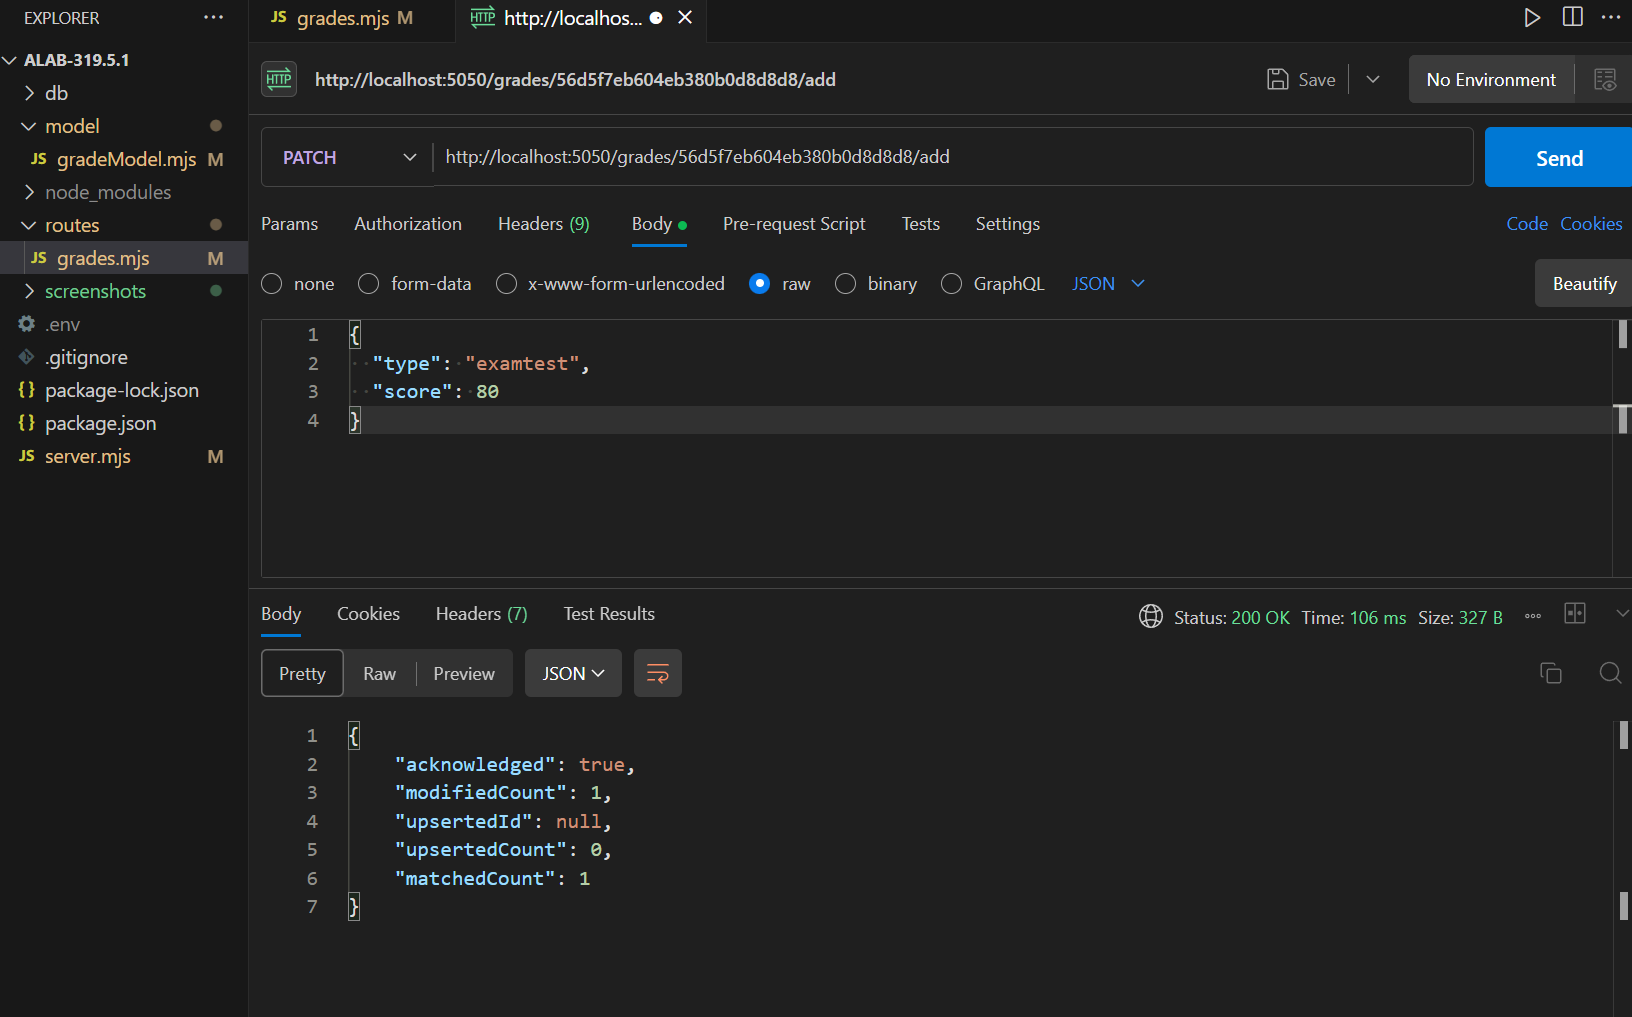 EXPLORER
ALAB-319.5.1
db
model
JS gradeModel.mjs M
node_modules
routes
JS grades.mjs M
screenshots
.env
.gitignore
{} package-lock.json
{} package.json
JS server.mjs M
JS grades.mjs M
HTTP http://localhos...
HTTP http://localhost:5050/grades/56d5f7eb604eb380b0d8d8d8/add
Save
No Environment
PATCH http://localhost:5050/grades/56d5f7eb604eb380b0d8d8d8/add
Send
Params Authorization Headers (9) Body Pre-request Script Tests Settings Code Cookies
none form-data x-www-form-urlencoded raw binary GraphQL JSON Beautify
1 {
2 "type": "examtest",
3 "score": 80
4 }
Body Cookies Headers (7) Test Results Status: 200 OK Time: 106 ms Size: 327 B
Pretty Raw Preview JSON
1 {
2 "acknowledged": true,
3 "modifiedCount": 1,
4 "upsertedId": null,
5 "upsertedCount": 0,
6 "matchedCount": 1
7 }